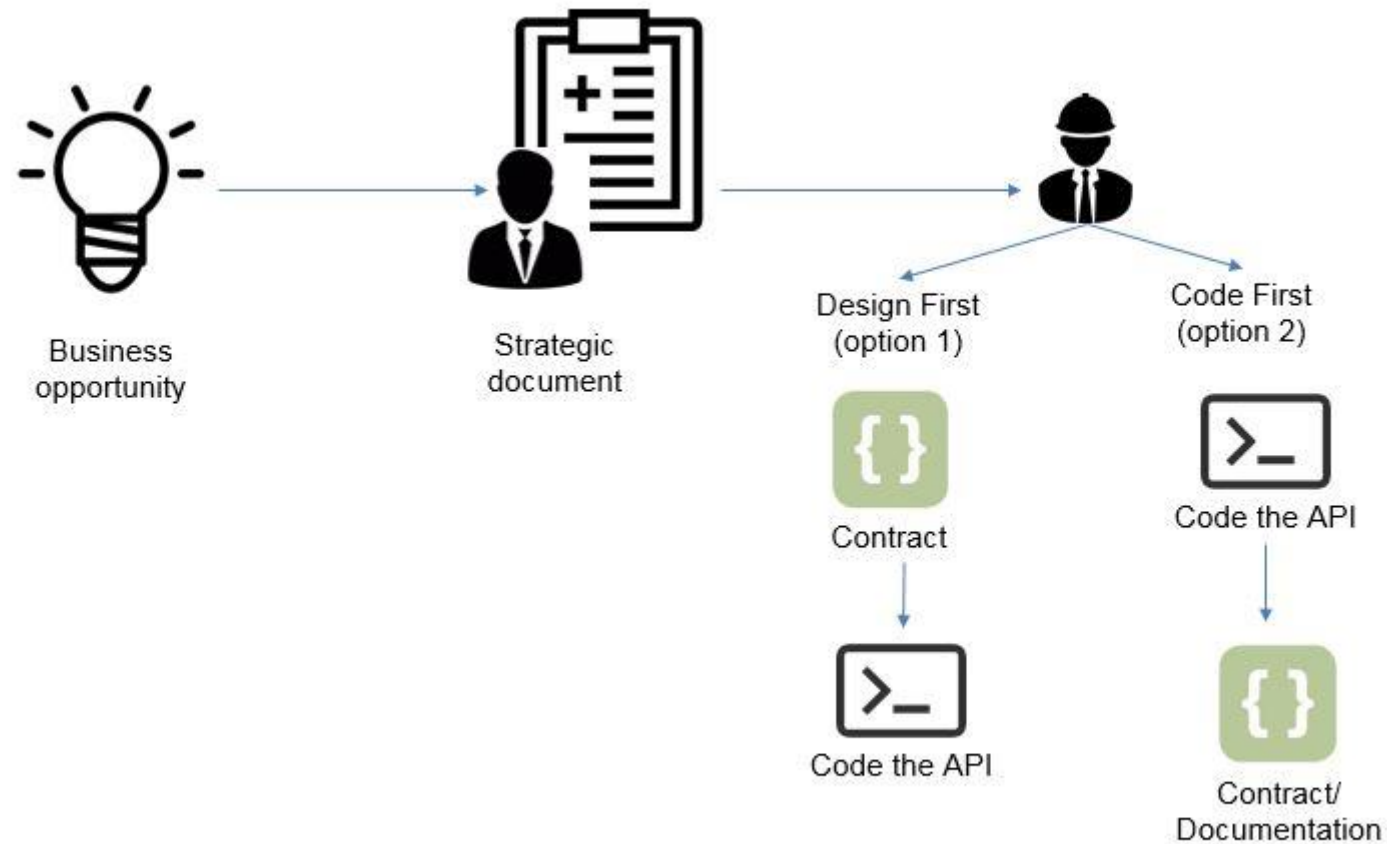 Business
opportunity
Strategic
document
Design First
(option 1)
Contract
Code the API
Code First
(option 2)
Code the API
Contract/
Documentation